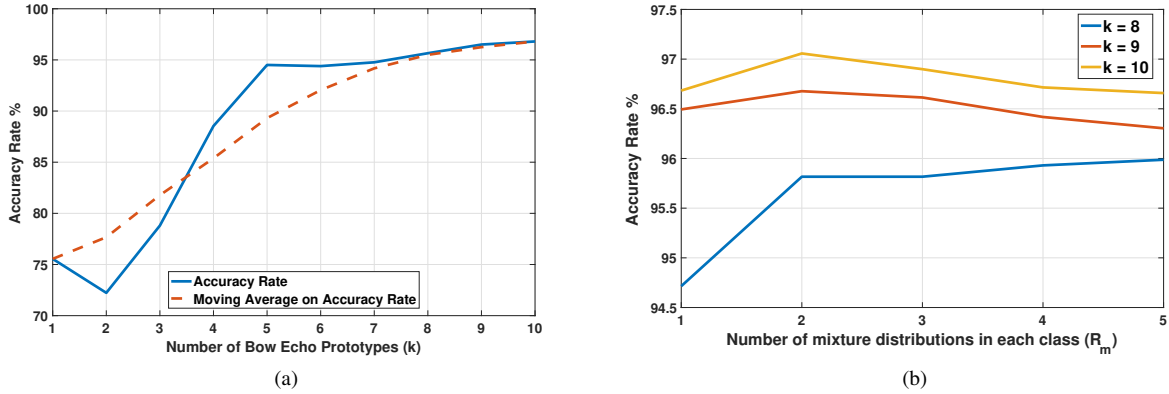 100
95
90
85
80
75
70
Accuracy Rate %
Accuracy Rate
Moving Average on Accuracy Rate
1 2 3 4 5 6 7 8 9 10
Number of Bow Echo Prototypes (k)
(a)
97.5
97
96.5
96
95.5
95
94.5
Accuracy Rate %
k = 8
k = 9
k = 10
1 2 3 4 5
Number of mixture distributions in each class (R_m)
(b)